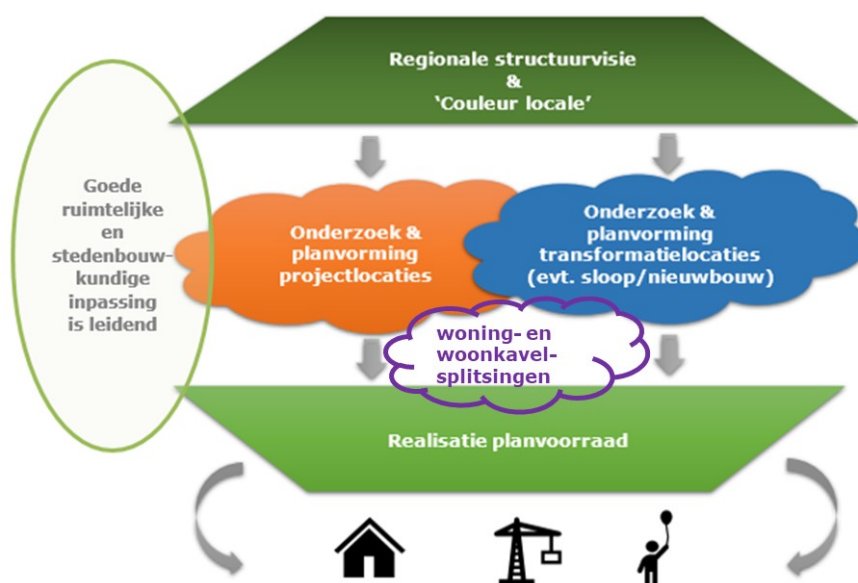 Regionale structuurvisie
&
'Couleur locale'
Goede
ruimtelijke
en
stedenbouw-
kundige
inpassing
is leidend
Onderzoek &
planvorming
projectlocaties
Onderzoek &
planvorming
transformatielocaties
(evt. sloop/nieuwbouw)
woning- en
woonkavel-
splitsingen
Realisatie planvoorraad